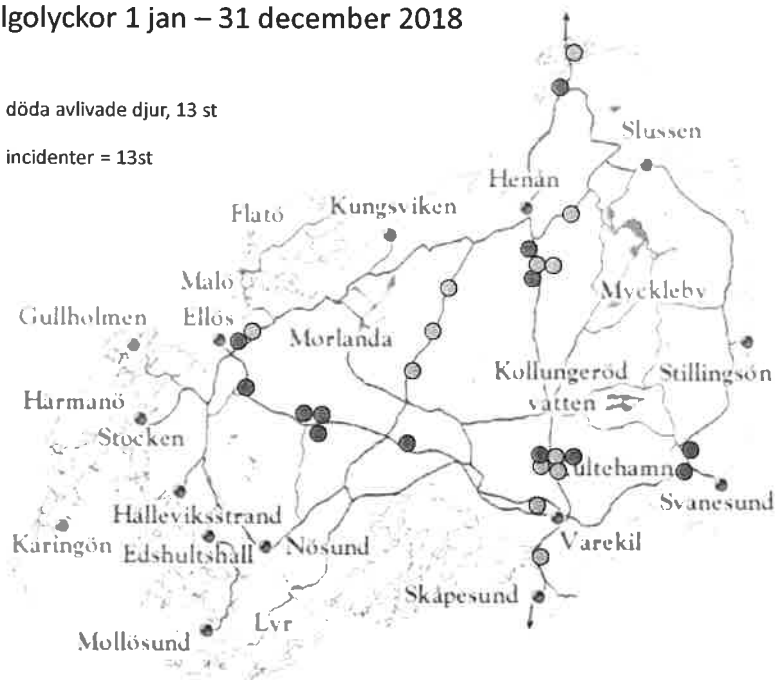 lgolyckor 1 jan – 31 december 2018
döda avlivade djur, 13 st
incidenter = 13st
Slussen
Henån
Flatö
Kungsviken
Malö
Myckleby
Gullholmen
Ellös
Morlanda
Kollungeröd
vatten
Stillingsön
Härmanö
Stocken
ultehamn
Svanesund
Hälleviksstrand
Käringön
Edshultshall
Nösund
Varekil
Skåpesund
Lyr
Mollösund